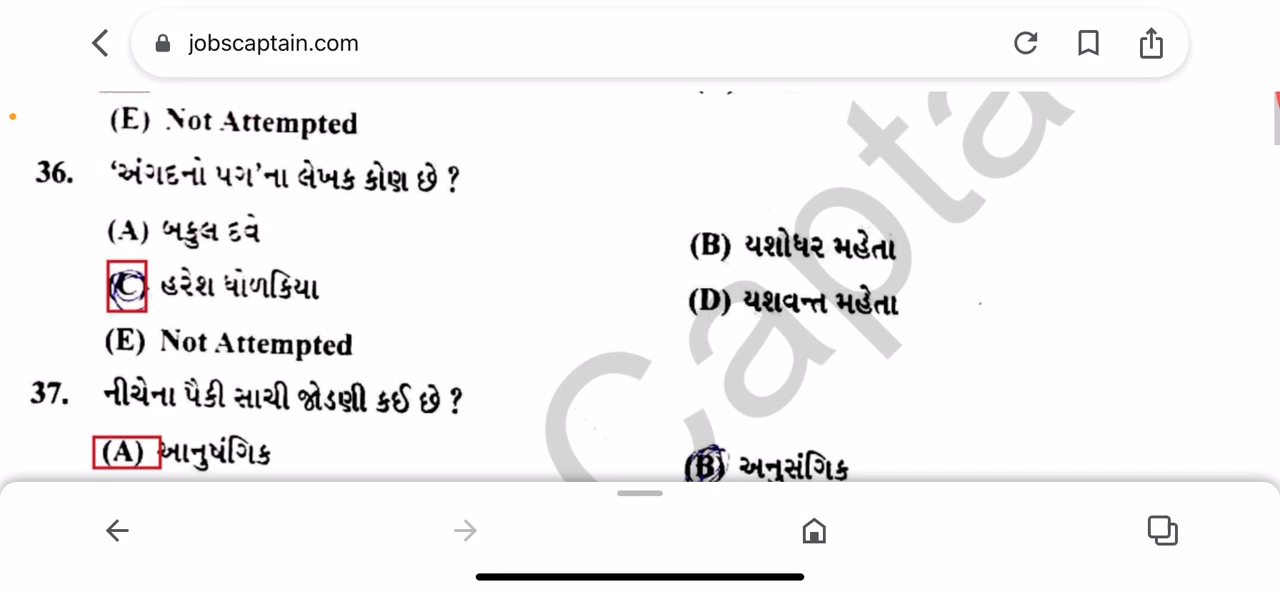 jobscaptain.com
(E) Not Attempted
36. ‘અંગદનો પગ’ના લેખક કોણ છે ?
(A) બકુલ દવે
(B) યશોધર મહેતા
(C) હરેશ ધોળકિયા
(D) યશવન્ત મહેતા
(E) Not Attempted
37. નીચેના પૈકી સાચી જોડણી કઈ છે ?
(A) આનુષંગિક
(B) અનુસંગિક
Capta